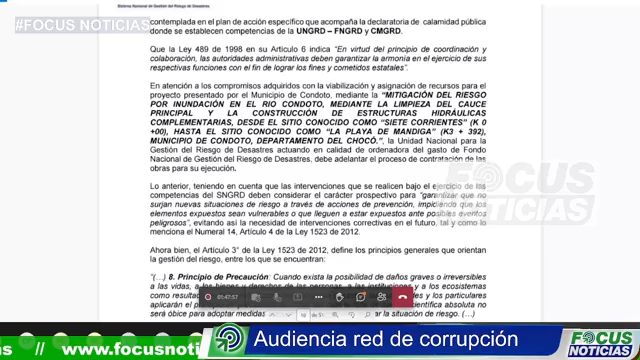 Sistema Nacional de Gestión del Riesgo de Desastres
#FOCUS NOTICIAS
contemplada en el plan de acción específico que acompaña la declaratoria de calamidad pública
donde se establecen competencias de la UNGRD – FNGRD y CMGRD.
Que la Ley 489 de 1998 en su Artículo 6 indica "En virtud del principio de coordinación y
colaboración, las autoridades administrativas deben garantizar la armonía en el ejercicio de sus
respectivas funciones con el fin de lograr los fines y cometidos estatales".
En atención a los compromisos adquiridos con la viabilización y asignación de recursos para el
proyecto presentado por el Municipio de Condoto, mediante la "MITIGACIÓN DEL RIESGO
POR INUNDACIÓN EN EL RIO CONDOTO, MEDIANTE LA LIMPIEZA DEL CAUCE
PRINCIPAL Y LA CONSTRUCCIÓN DE ESTRUCTURAS HIDRÁULICAS
COMPLEMENTARIAS, DESDE EL SITIO CONOCIDO COMO "SIETE CORRIENTES" (K 0
+00), HASTA EL SITIO CONOCIDO COMO "LA PLAYA DE MANDIGA" (K3 + 392),
MUNICIPIO DE CONDOTO, DEPARTAMENTO DEL CHOCÓ.", la Unidad Nacional para la
Gestión del Riesgo de Desastres actuando en calidad de ordenadora del gasto de Fondo
Nacional de Gestión del Riesgo de Desastres, debe adelantar el proceso de contratación de las
obras para su ejecución.
FOCUS
NOTICIAS
Lo anterior, teniendo en cuenta que las intervenciones que se realicen bajo el ejercicio de las
competencias del SNGRD deben considerar el carácter prospectivo para "garantizar que no
surjan nuevas situaciones de riesgo a través de acciones de prevención, impidiendo que los
elementos expuestos sean vulnerables o que lleguen a estar expuestos ante posibles eventos
peligrosos", evitando así la necesidad de intervenciones correctivas en el futuro, tal y como lo
menciona el Numeral 14, Artículo 4 de la Ley 1523 de 2012.
Ahora bien, el Artículo 3° de la Ley 1523 de 2012, define los principios generales que orientan
la gestión del riesgo, entre los que se encuentran:
"(…) 8. Principio de Precaución: Cuando exista la posibilidad de daños graves o irreversibles
a las vidas, a los bienes y derechos de las personas, a las instituciones y a los ecosistemas
como resultado
y los particulares
aplicarán el
científica absoluta no
será óbice para adoptar medidas
la situación de riesgo. (…)
01:47:57
Audiencia red de corrupción
www.focusnoti
FOCUS
NOTICIAS